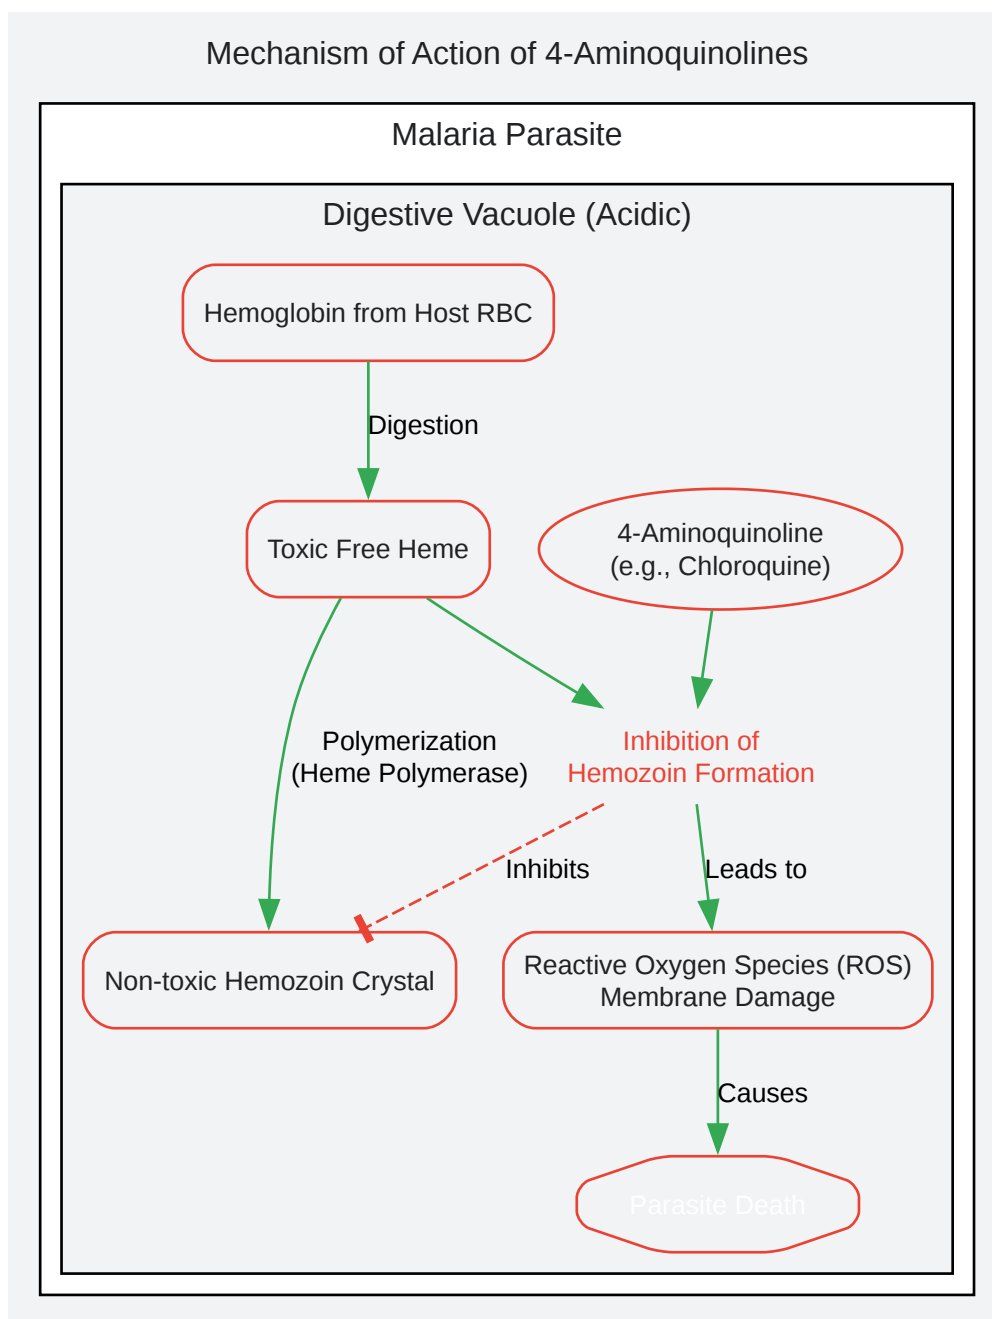 Mechanism of Action of 4-Aminoquinolines
Malaria Parasite
Digestive Vacuole (Acidic)
Hemoglobin from Host RBC
Digestion
Toxic Free Heme
4-Aminoquinoline
(e.g., Chloroquine)
Polymerization
(Heme Polymerase)
Inhibition of
Hemozoin Formation
Inhibits
Leads to
Non-toxic Hemozoin Crystal
Reactive Oxygen Species (ROS)
Membrane Damage
Causes
Parasite Death